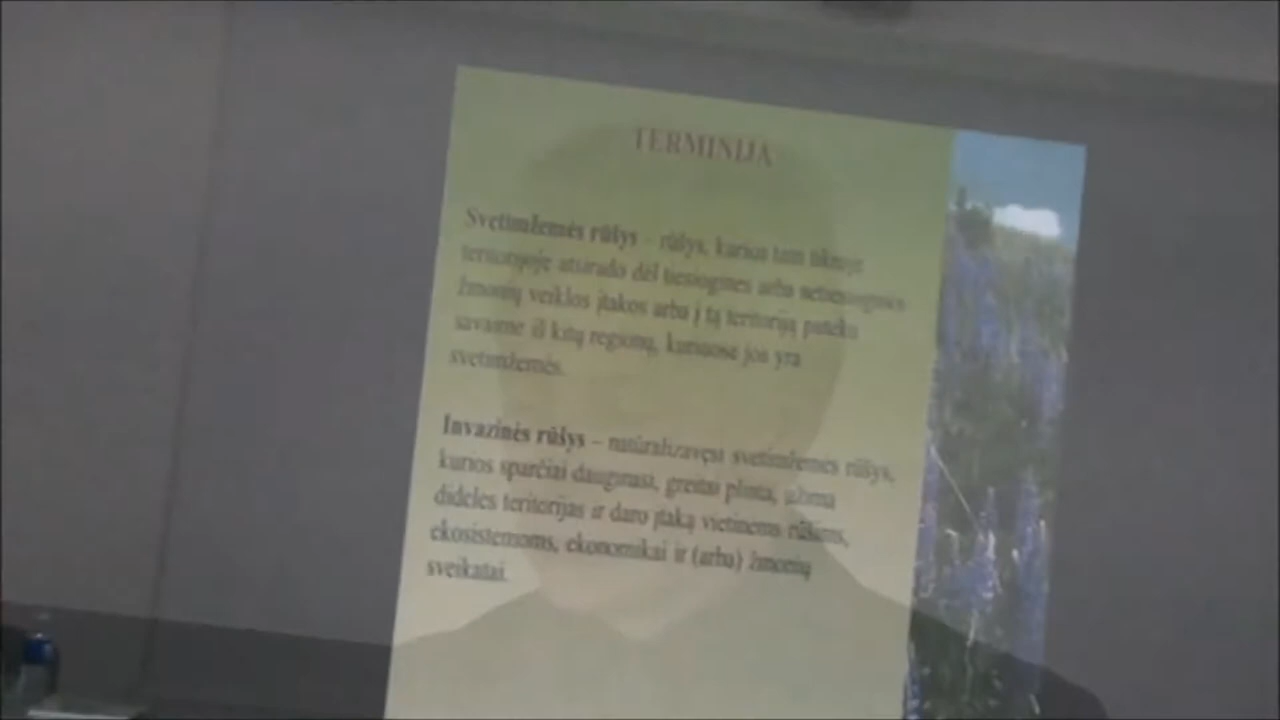 TERMINIJA
Svetimžemės rūšys – rūšys, kurios tam tikroje
teritorijoje atsirado dėl tiesioginės arba netiesioginės
žmonių veiklos įtakos arba į tą teritoriją pateko
savaime iš kitų regionų, kuriuose jos yra
svetimžemės.
Invazinės rūšys – natūralizavęsi svetimžemės rūšys,
kurios sparčiai dauginasi, greitai plinta, užima
dideles teritorijas ir daro įtaką vietinėms rūšims,
ekosistemoms, ekonomikai ir (arba) žmonių
sveikatai.